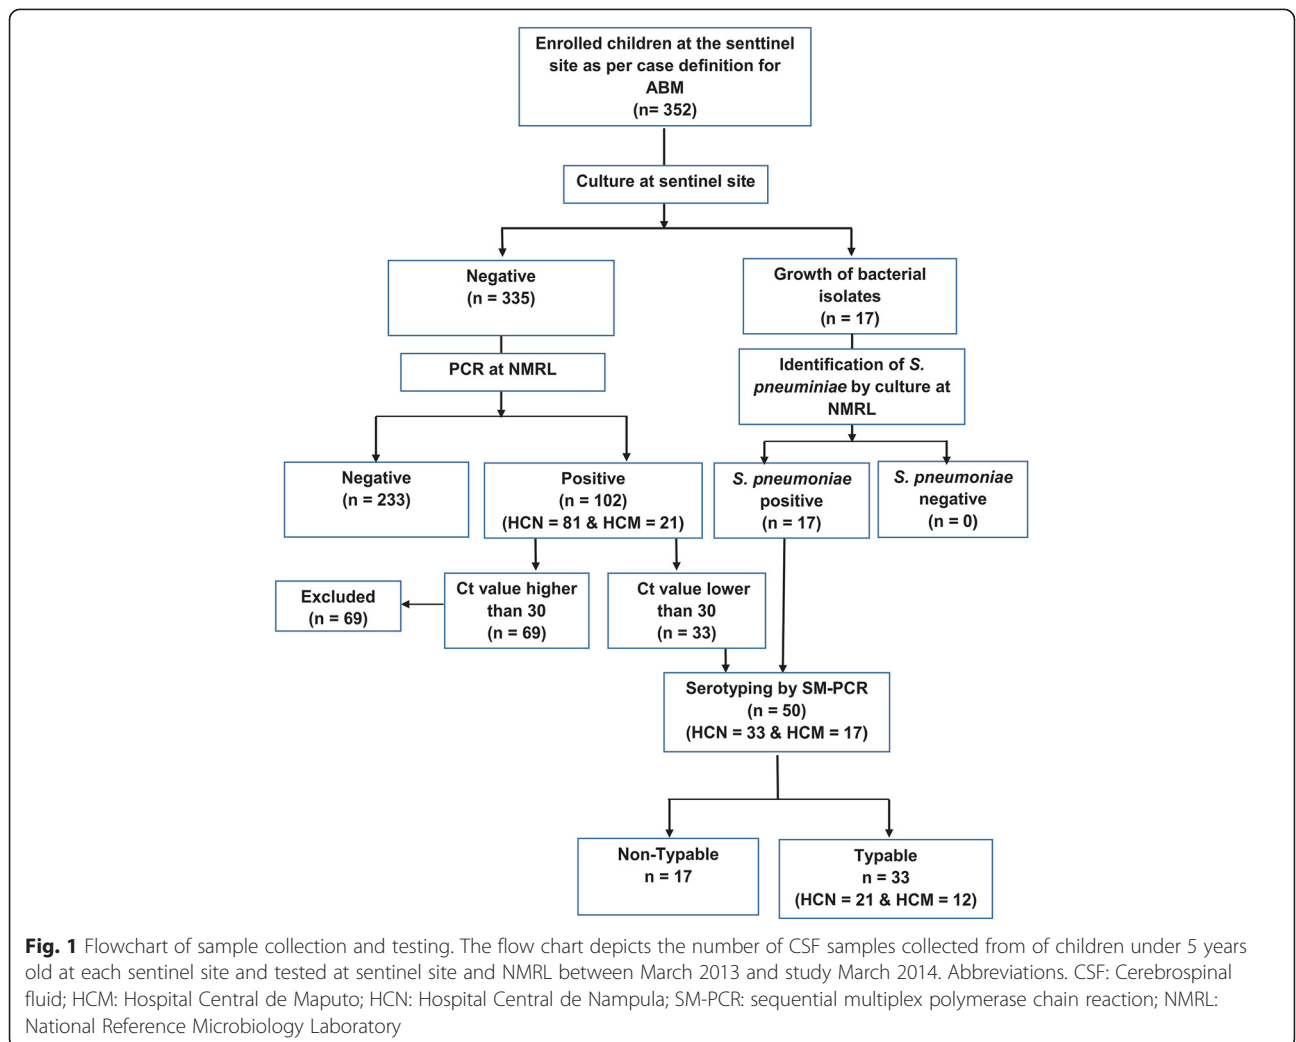 Enrolled children at the senttinel
site as per case definition for
ABM
(n= 352)
Culture at sentinel site
Negative
(n = 335)
Growth of bacterial
isolates
(n = 17)
PCR at NMRL
Identification of S.
pneuminiae by culture at
NMRL
Negative
(n = 233)
Positive
(n = 102)
(HCN = 81 & HCM = 21)
S. pneumoniae
positive
(n = 17)
S. pneumoniae
negative
(n = 0)
Excluded
(n = 69)
Ct value higher
than 30
(n = 69)
Ct value lower
than 30
(n = 33)
Serotyping by SM-PCR
(n = 50)
(HCN = 33 & HCM = 17)
Non-Typable
n = 17
Typable
n = 33
(HCN = 21 & HCM = 12)
Fig. 1 Flowchart of sample collection and testing. The flow chart depicts the number of CSF samples collected from of children under 5 years
old at each sentinel site and tested at sentinel site and NMRL between March 2013 and study March 2014. Abbreviations. CSF: Cerebrospinal
fluid; HCM: Hospital Central de Maputo; HCN: Hospital Central de Nampula; SM-PCR: sequential multiplex polymerase chain reaction; NMRL:
National Reference Microbiology Laboratory